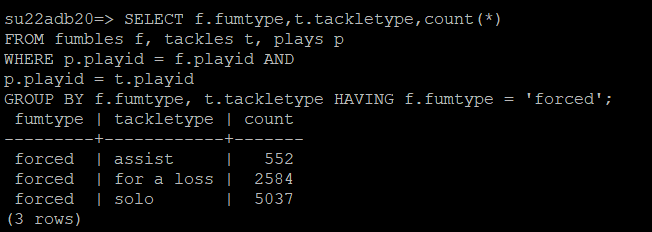 su22adb20=> SELECT f.fumtype,t.tackletype,count(*)
FROM fumbles f, tackles t, plays p
WHERE p.playid = f.playid AND
p.playid = t.playid
GROUP BY f.fumtype, t.tackletype HAVING f.fumtype = 'forced';
 fumtype | tackletype | count
---------+------------+-------
 forced  | assist     |   552
 forced  | for a loss |  2584
 forced  | solo       |  5037
(3 rows)